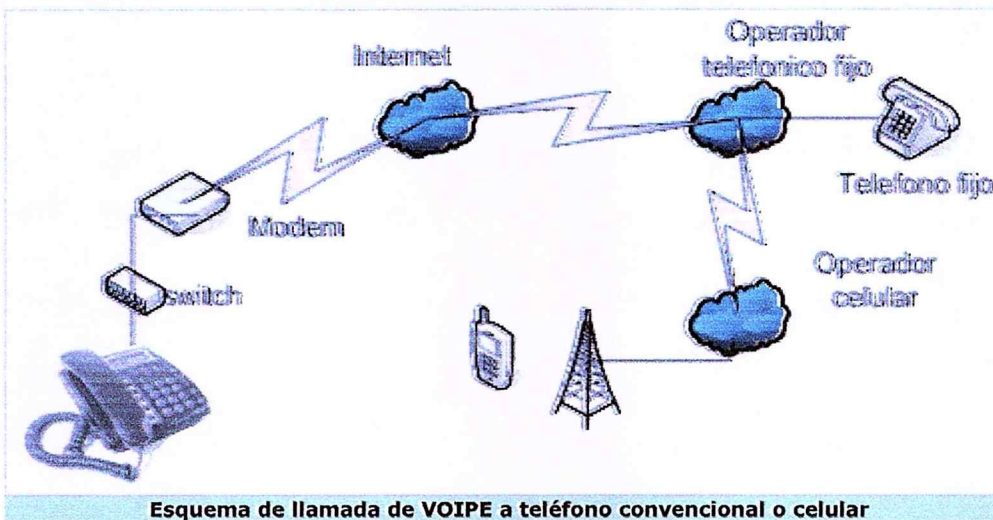 Internet
Operador
telefonico fijo
Telefono fijo
Modem
switch
Operador
celular
Esquema de llamada de VOIPE a teléfono convencional o celular